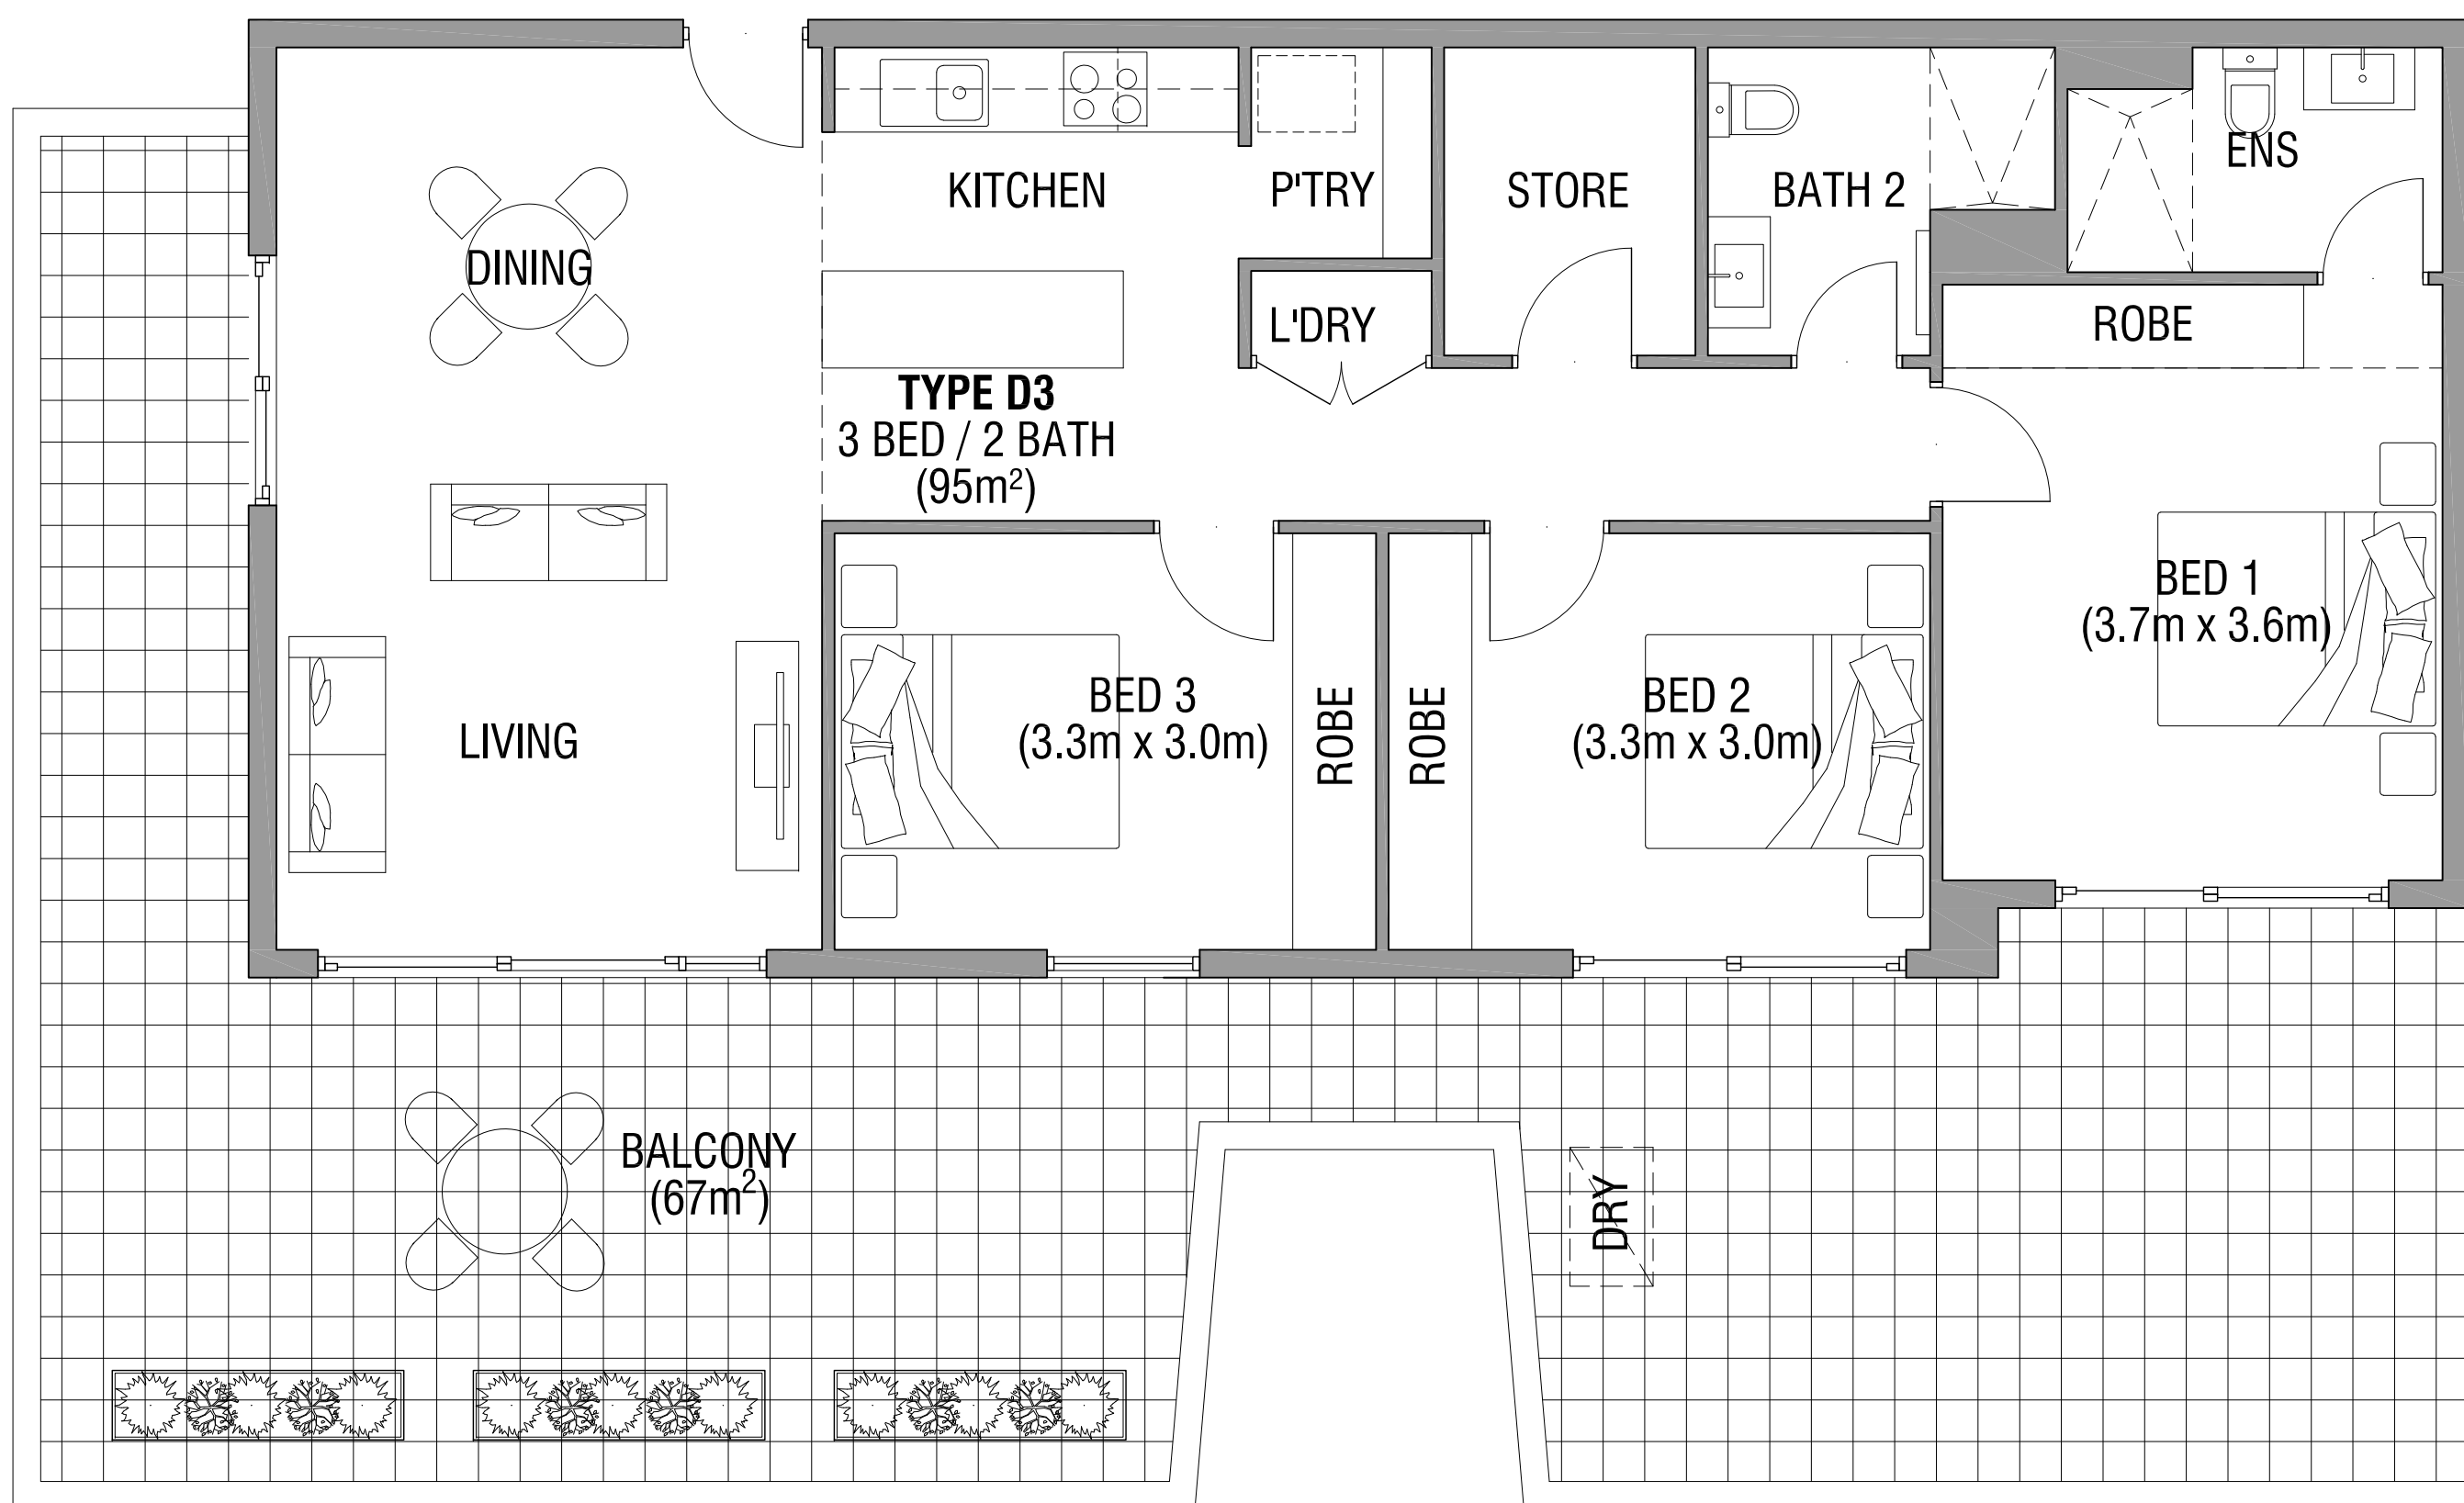 ENS
KITCHEN
P'TRY
STORE
BATH 2
DINING
L'DRY
ROBE
TYPE D3
3 BED / 2 BATH
(95m²)
BED 1
(3.7m x 3.6m)
LIVING
BED 3
(3.3m x 3.0m)
ROBE
ROBE
BED 2
(3.3m x 3.0m)
BALCONY
(67m²)
DRY